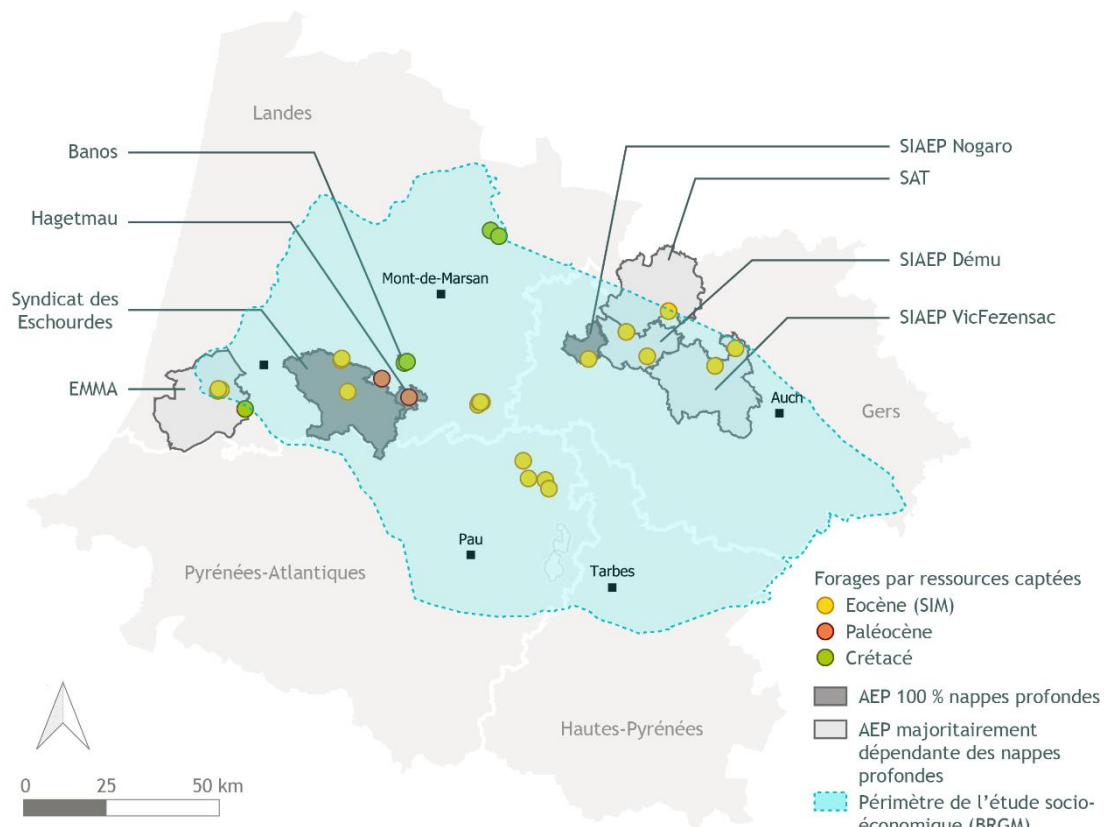 Landes
Banos
SIAEP Nogaro
SAT
Hagetmau
SIAEP Dému
Mont-de-Marsan
Syndicat des
Eschourdes
SIAEP VicFezensac
EMMA
Auch
Gers
Pau
Pyrénées-Atlantiques
Tarbes
Forages par ressources captées
Eocène (SIM)
Paléocène
Crétacé
AEP 100 % nappes profondes
Hautes-Pyrénées
AEP majoritairement
dépendante des nappes
profondes
0 25 50 km
Périmètre de l'étude socio-
économique (BRGM)